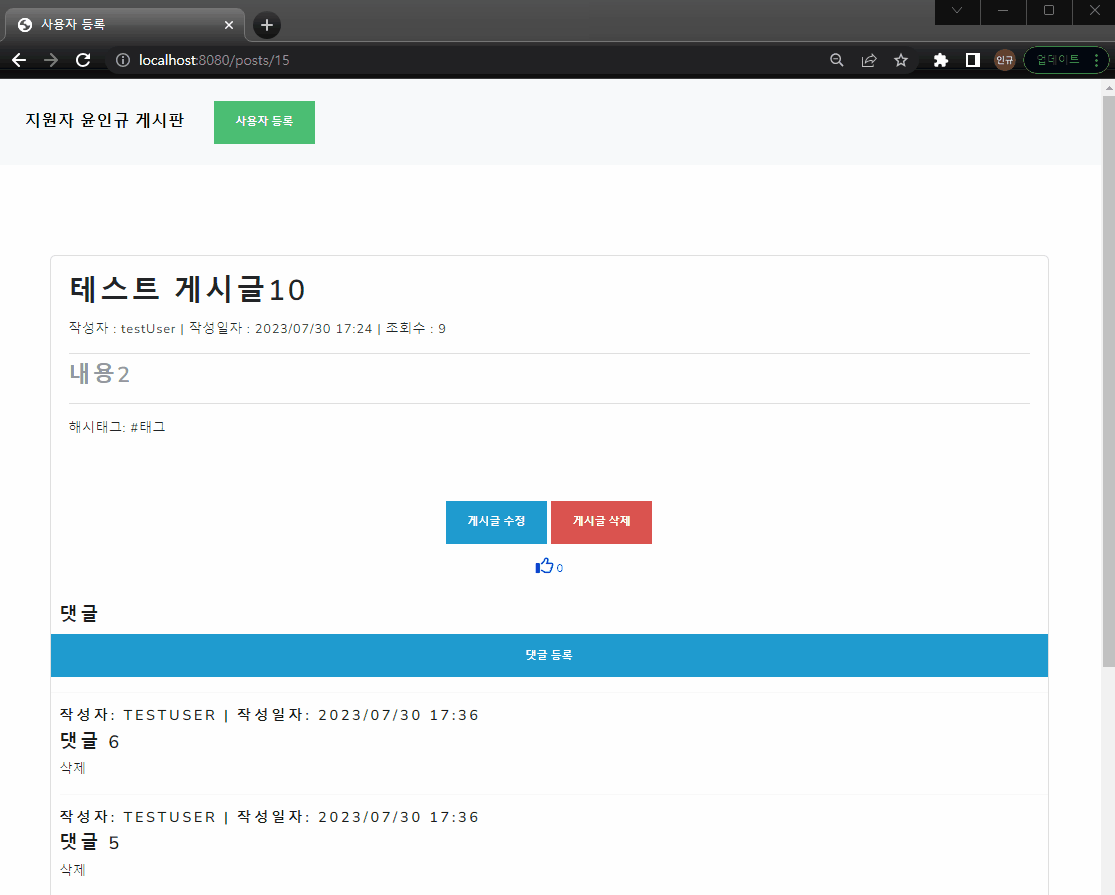 사용자 등록
localhost:8080/posts/15
인규
업데이트
지원자 윤인규 게시판
사용자 등록
테스트 게시글10
작성자 : testUser | 작성일자 : 2023/07/30 17:24 | 조회수 : 9
내용2
해시태그: #태그
게시글 수정 게시글 삭제
0
댓글
댓글 등록
작성자: TESTUSER | 작성일자: 2023/07/30 17:36
댓글 6
삭제
작성자: TESTUSER | 작성일자: 2023/07/30 17:36
댓글 5
삭제